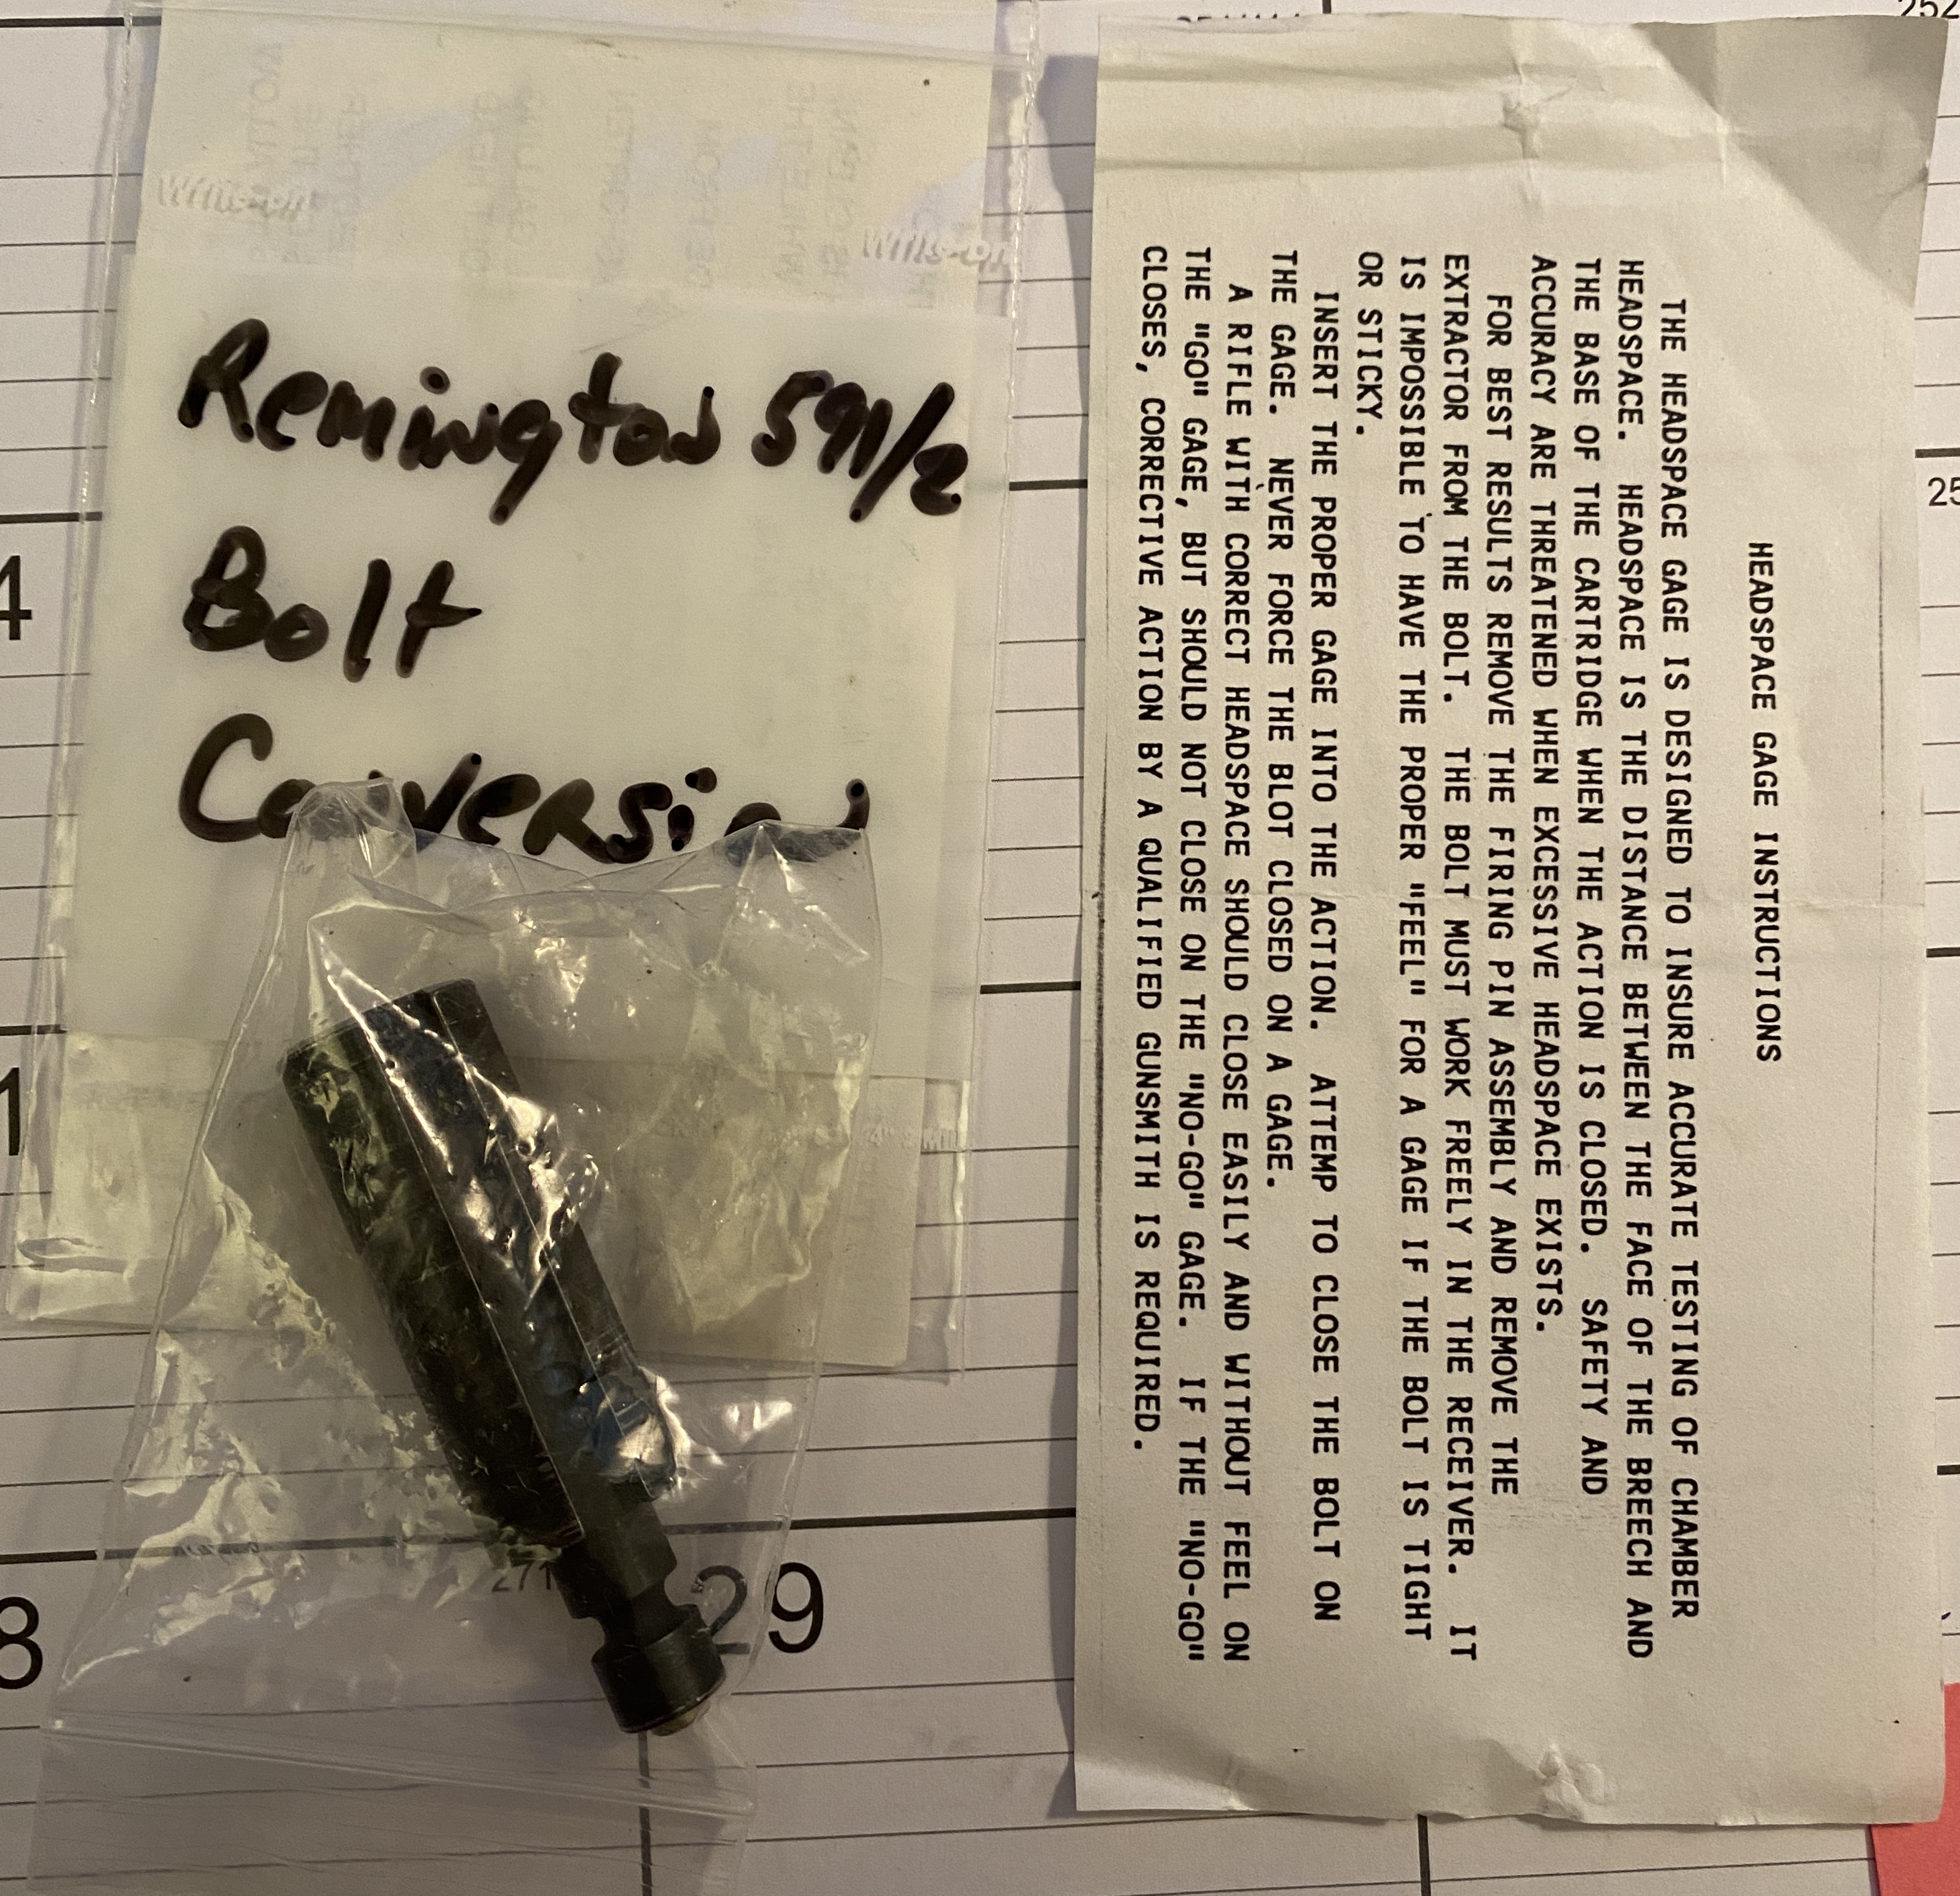 Remington 591/2
Bolt
Conversion
HEADSPACE GAGE INSTRUCTIONS
THE HEADSPACE GAGE IS DESIGNED TO INSURE ACCURATE TESTING OF CHAMBER
HEADSPACE. HEADSPACE IS THE DISTANCE BETWEEN THE FACE OF THE BREECH AND
THE BASE OF THE CARTRIDGE WHEN THE ACTION IS CLOSED. SAFETY AND
ACCURACY ARE THREATENED WHEN EXCESSIVE HEADSPACE EXISTS.
FOR BEST RESULTS REMOVE THE FIRING PIN ASSEMBLY AND REMOVE THE
EXTRACTOR FROM THE BOLT. THE BOLT MUST WORK FREELY IN THE RECEIVER. IT
IS IMPOSSIBLE TO HAVE THE PROPER "FEEL" FOR A GAGE IF THE BOLT IS TIGHT
OR STICKY.
INSERT THE PROPER GAGE INTO THE ACTION. ATTEMP TO CLOSE THE BOLT ON
THE GAGE. NEVER FORCE THE BLOT CLOSED ON A GAGE.
A RIFLE WITH CORRECT HEADSPACE SHOULD CLOSE EASILY AND WITHOUT FEEL ON
THE "GO" GAGE, BUT SHOULD NOT CLOSE ON THE "NO-GO" GAGE. IF THE "NO-GO"
CLOSES, CORRECTIVE ACTION BY A QUALIFIED GUNSMITH IS REQUIRED.
4
1
8
271
29
252